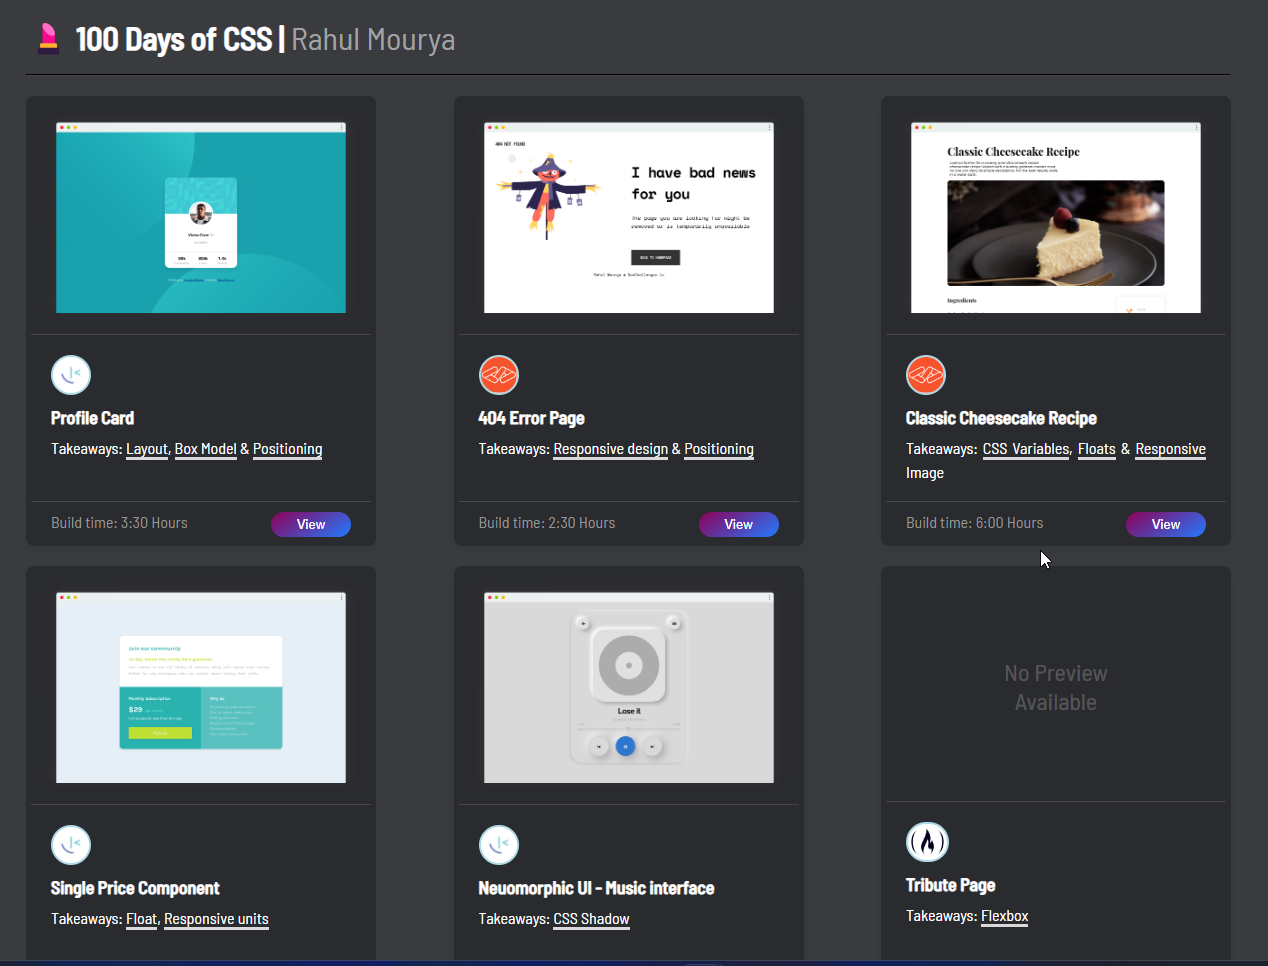 100 Days of CSS | Rahul Mourya
404 NOT FOUND
I have bad news
for you
The page you are looking for might be
removed or is temporarily unavailable
BACK TO HOMEPAGE
Classic Cheesecake Recipe
Ingredients
Profile Card
Takeaways: Layout, Box Model & Positioning
Build time: 3:30 Hours
View
404 Error Page
Takeaways: Responsive design & Positioning
Build time: 2:30 Hours
View
Classic Cheesecake Recipe
Takeaways: CSS Variables, Floats & Responsive
Image
Build time: 6:00 Hours
View
Join our community
Monthly Subscription
$29
Why Us
Lose it
No Preview
Available
Single Price Component
Takeaways: Float, Responsive units
Neuomorphic UI - Music interface
Takeaways: CSS Shadow
Tribute Page
Takeaways: Flexbox